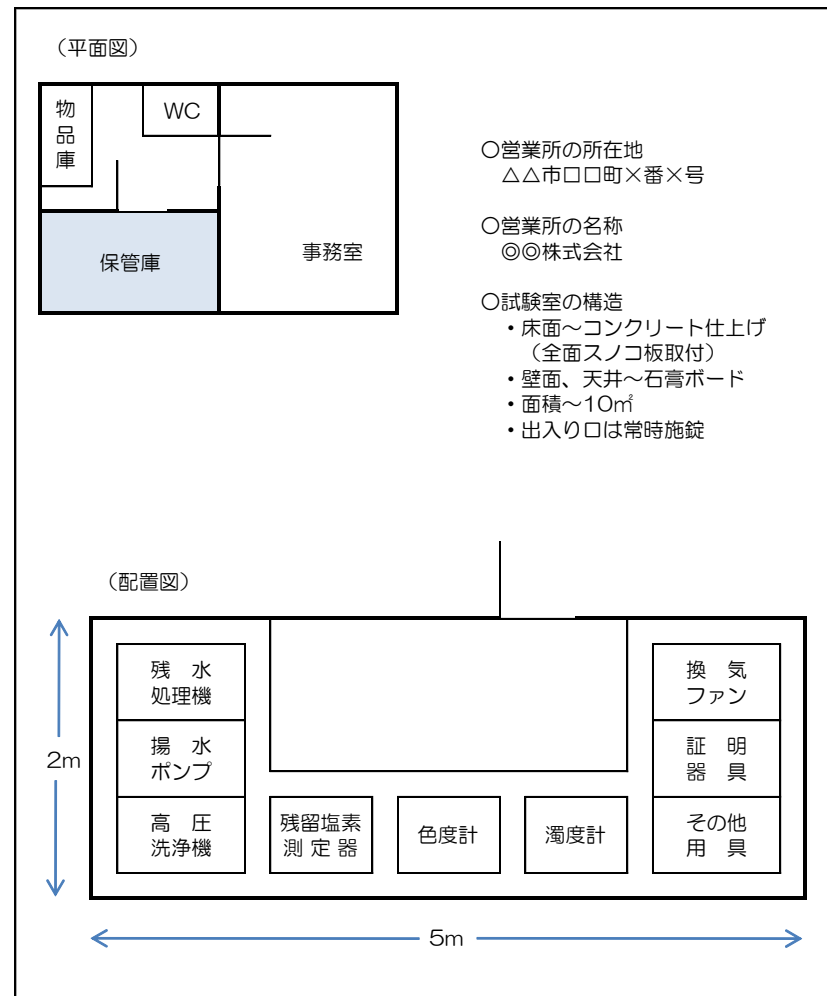 （平面図）
物品庫
WC
保管庫
事務室
〇営業所の所在地
△△市□□町×番×号
〇営業所の名称
◎◎株式会社
〇試験室の構造
・床面～コンクリート仕上げ
（全面スノコ板取付）
・壁面、天井～石膏ボード
・面積～10㎡
・出入り口は常時施錠
（配置図）
2m
残　水
処理機
揚　水
ポンプ
高　圧
洗浄機
残留塩素
測 定 器
色度計
濁度計
換　気
ファン
証　明
器　具
その他
用　具
5m